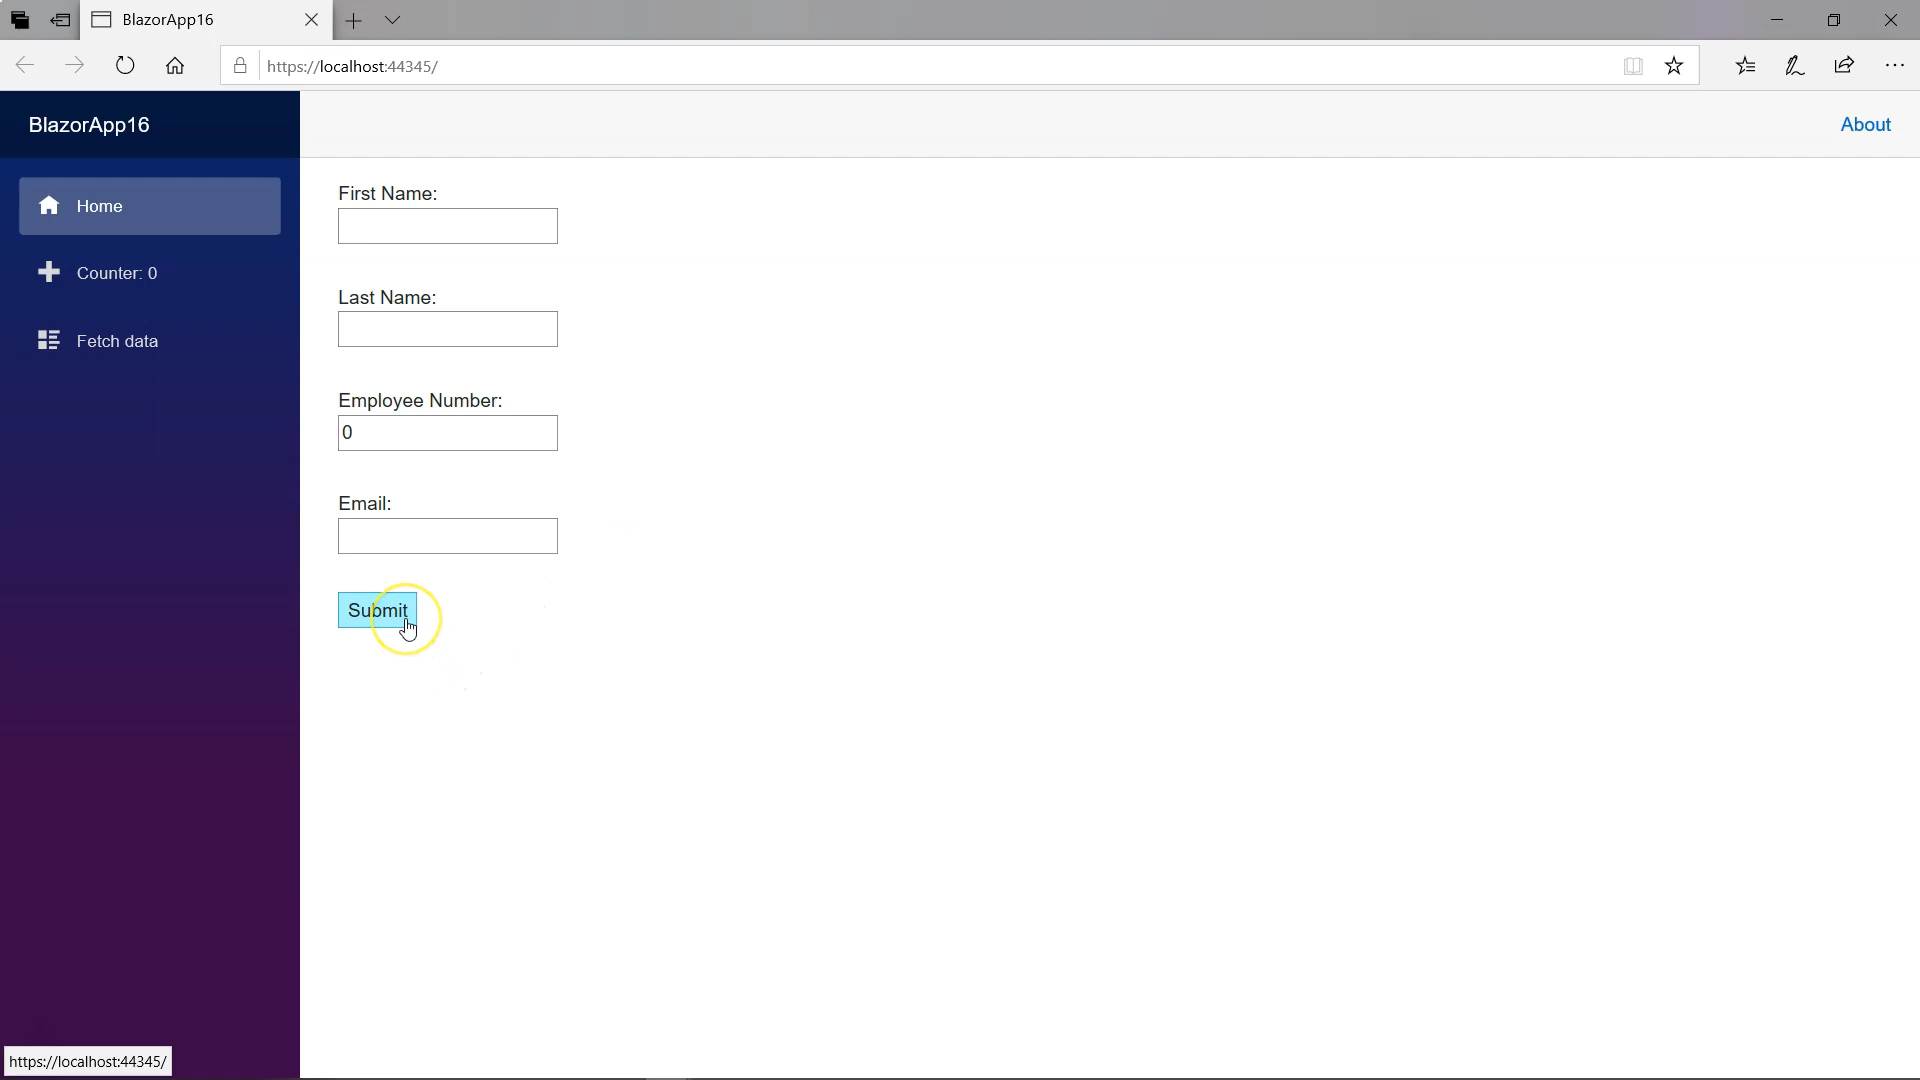 BlazorApp16
https://localhost:44345/
BlazorApp16
About
Home
Counter: 0
Fetch data
First Name:
Last Name:
Employee Number:
0
Email:
Submit
https://localhost:44345/